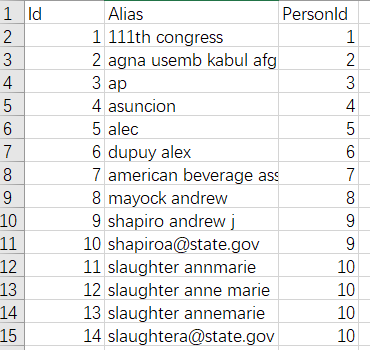 1 Id Alias PersonId
2 1 111th congress 1
3 2 agna usemb kabul afg 2
4 3 ap 3
5 4 asuncion 4
6 5 alec 5
7 6 dupuy alex 6
8 7 american beverage ass 7
9 8 mayock andrew 8
10 9 shapiro andrew j 9
11 10 shapiroa@state.gov 9
12 11 slaughter annmarie 10
13 12 slaughter anne marie 10
14 13 slaughter annemarie 10
15 14 slaughtera@state.gov 10